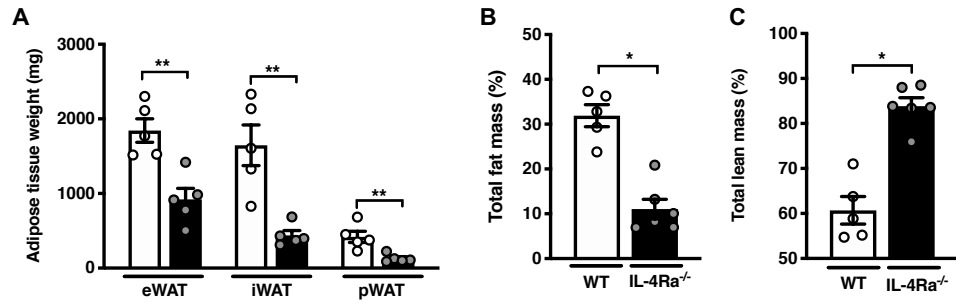 A
Adipose tissue weight (mg)
3000
2000
1000
0
**
**
**
eWAT
iWAT
pWAT
B
Total fat mass (%)
50
40
30
20
10
0
*
WT
IL-4Ra-/-
C
Total lean mass (%)
100
90
80
70
60
50
*
WT
IL-4Ra-/-